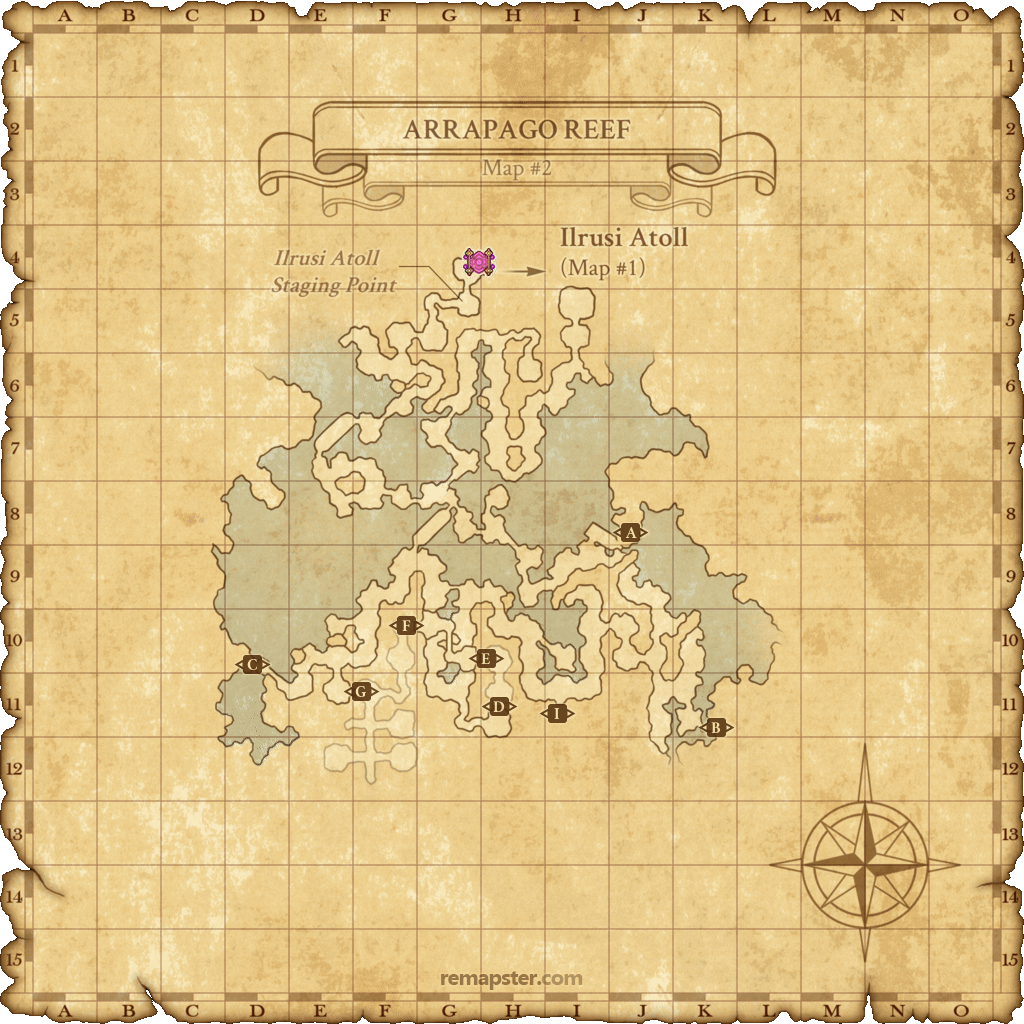 A B C D E F G H I J K L M N O
1 1
2 ARRAPAGO REEF 2
Map #2
3 3
4 4
Ilrusi Atoll
(Map #1)
Ilrusi Atoll
Staging Point
5 5
6 6
7 7
8 8
A
9 9
10 10
F
E
C
G
11 11
D
I
B
12 12
13 13
14 14
15 15
remapster.com
A B C D E F G H I J K L M N O